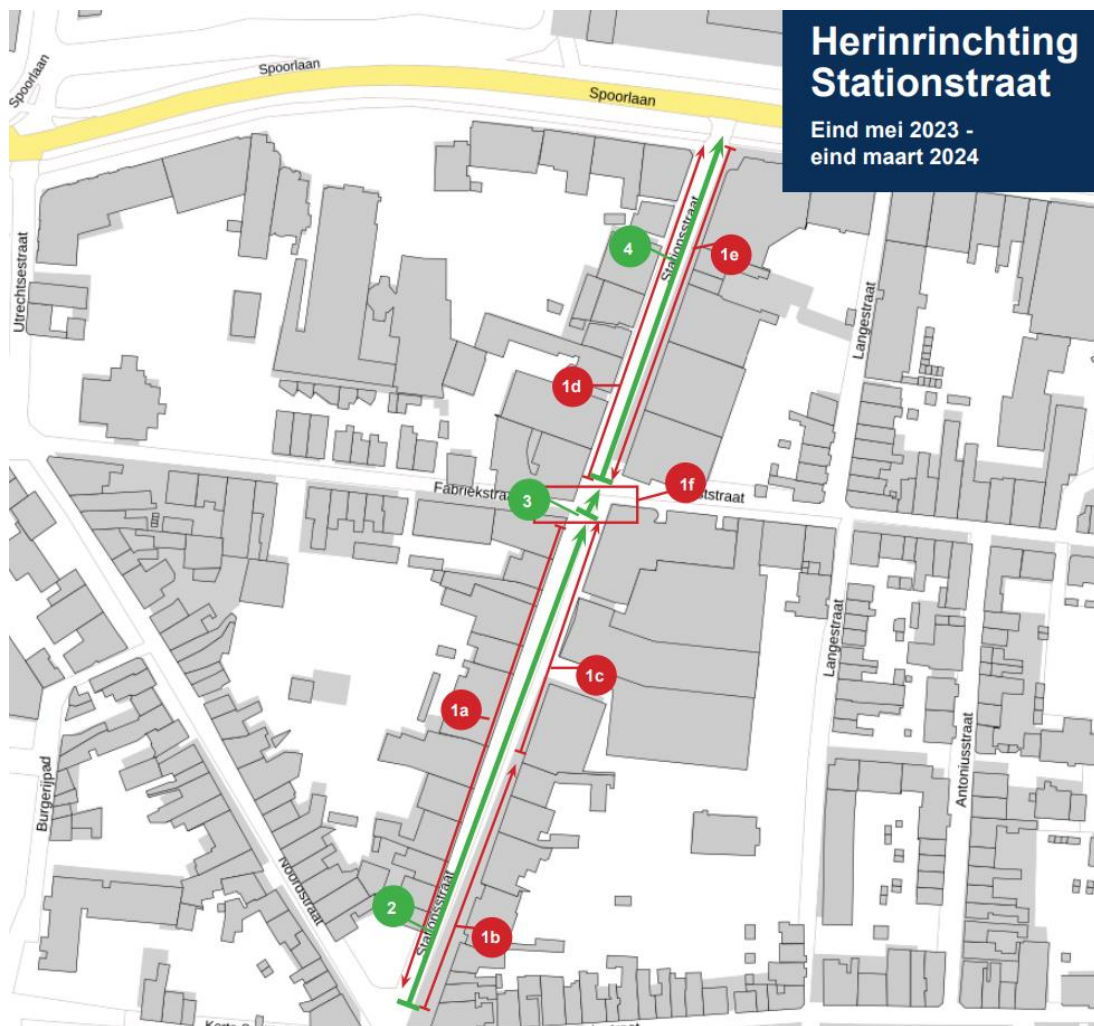 Herinrinchting
Stationstraat
Eind mei 2023 -
eind maart 2024
Spoorlaan
Spoorlaan
Spoorlaan
Utrechtsestraat
Stationsstraat
4
1e
Langestraat
1d
1f
3
1a
1c
Langestraat
Antoniusstraat
Burgerijpad
Noordstraat
2
Stationsstraat
1b